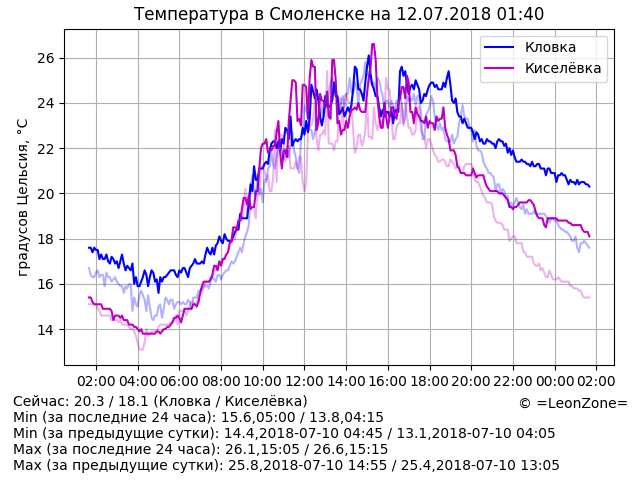 Температура в Смоленске на 12.07.2018 01:40
Кловка
Киселёвка
градусов Цельсия, °C
26
24
22
20
18
16
14
02:00 04:00 06:00 08:00 10:00 12:00 14:00 16:00 18:00 20:00 22:00 00:00 02:00
Сейчас: 20.3 / 18.1 (Кловка / Киселёвка)
© =LeonZone=
Min (за последние 24 часа): 15.6,05:00 / 13.8,04:15
Min (за предыдущие сутки): 14.4,2018-07-10 04:45 / 13.1,2018-07-10 04:05
Max (за последние 24 часа): 26.1,15:05 / 26.6,15:15
Max (за предыдущие сутки): 25.8,2018-07-10 14:55 / 25.4,2018-07-10 13:05